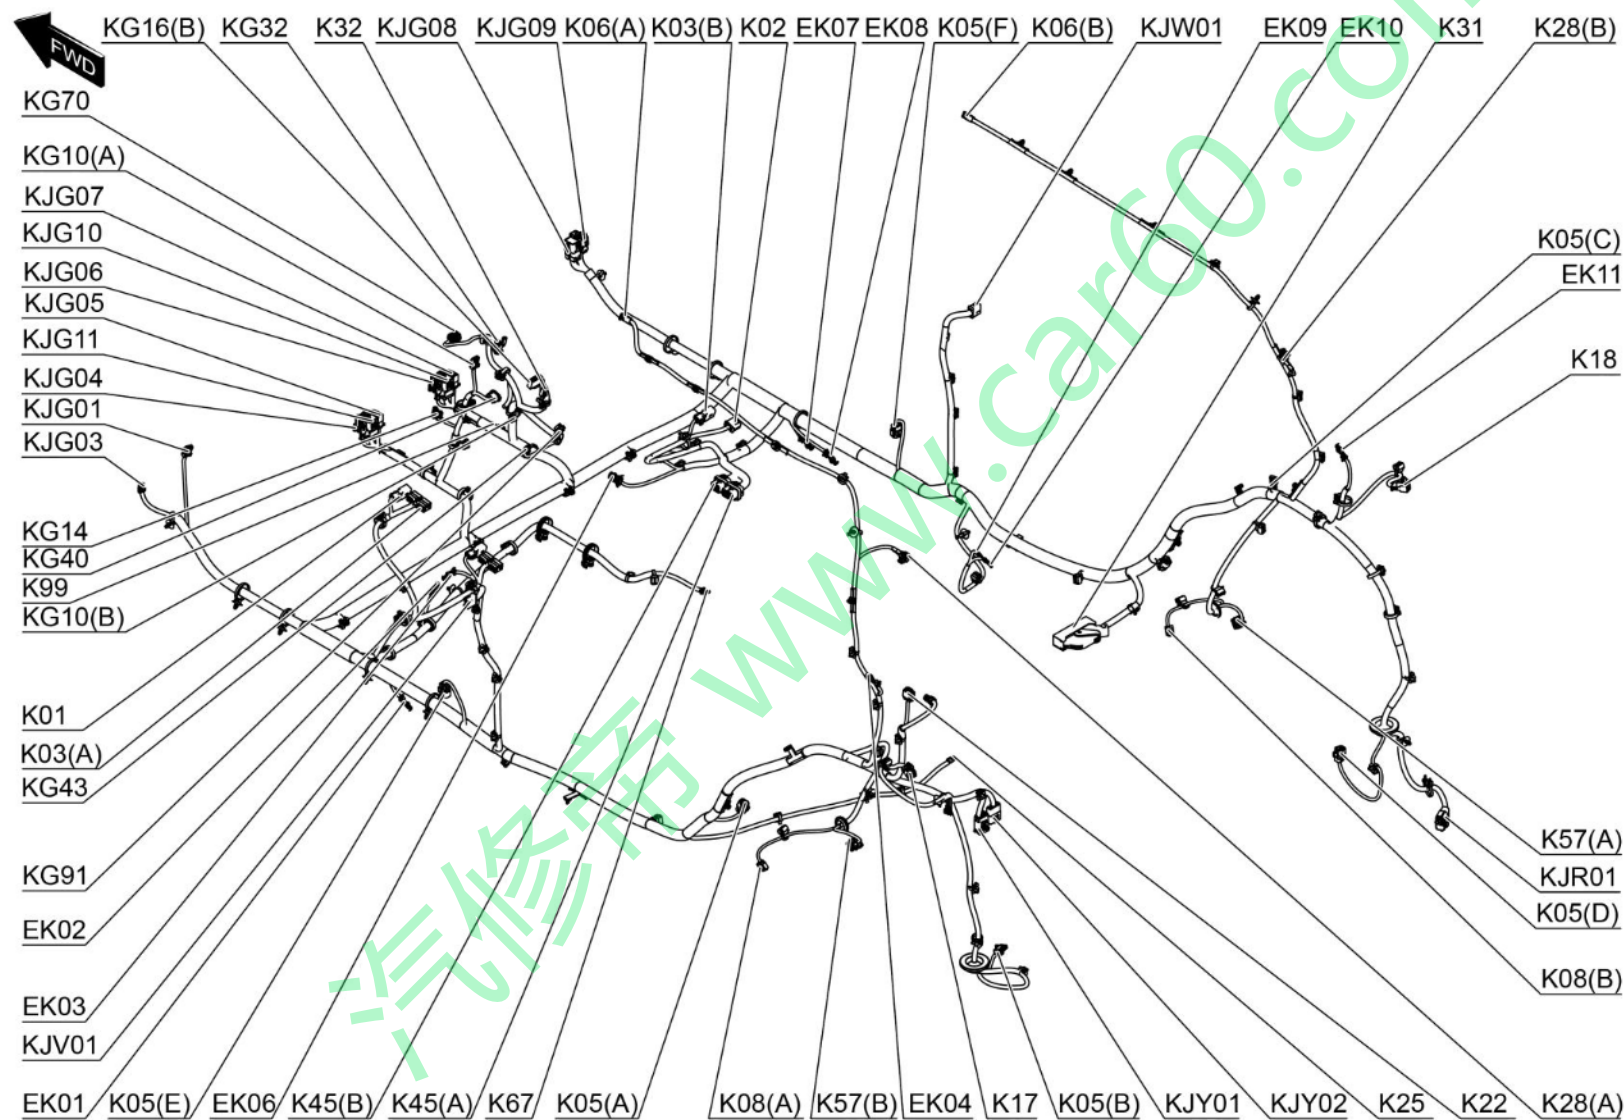 KG16(B) KG32 K32 KJG08 KJG09 K06(A) K03(B) K02 EK07 EK08 K05(F) K06(B) KJW01 EK09 EK10 K31 K28(B)
FWD
KG70
KG10(A)
KJG07
KJG10
KJG06
KJG05
KJG11
KJG04
KJG01
KJG03
KG14
KG40
K99
KG10(B)
K01
K03(A)
KG43
KG91
EK02
EK03
KJV01
K05(C)
EK11
K18
K57(A)
KJR01
K05(D)
K08(B)
EK01 K05(E) EK06 K45(B) K45(A) K67 K05(A) K08(A) K57(B) EK04 K17 K05(B) KJY01 KJY02 K25 K22 K28(A)
汽修帝 www.car60.com